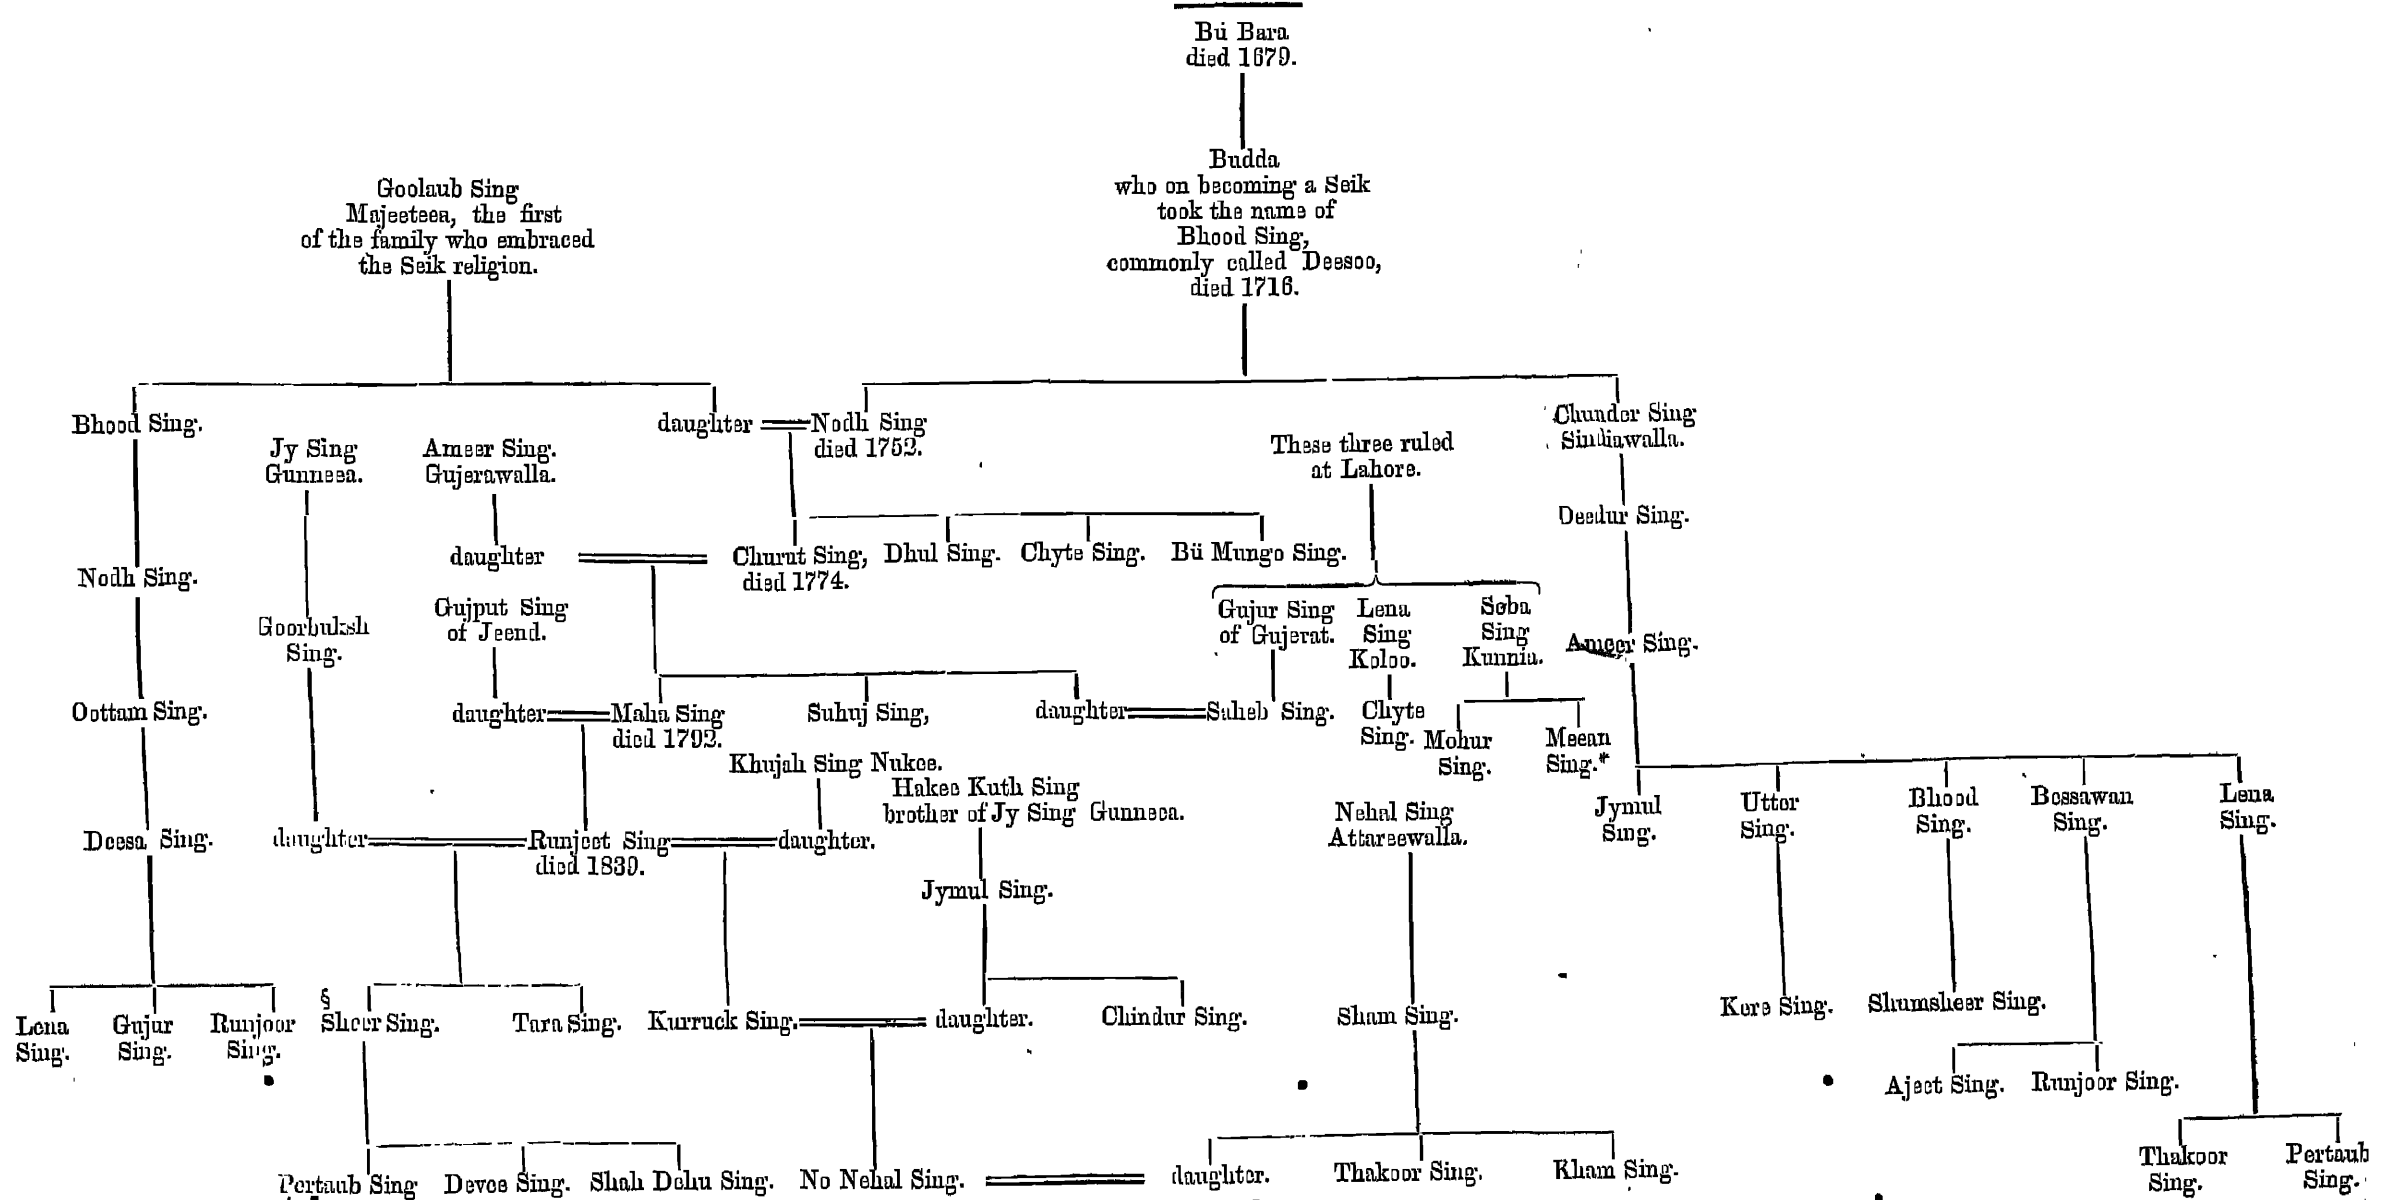 Bú Bara
died 1679.
Budda
who on becoming a Seik
took the name of
Bhood Sing,
commonly called Deesoo,
died 1716.
Goolaub Sing
Majeeteea, the first
of the family who embraced
the Seik religion.
Bhood Sing.
daughter
Nodh Sing
died 1752.
Chunder Sing
Sindiawalla.
Jy Sing
Gunneea.
Ameer Sing.
Gujerawalla.
These three ruled
at Lahore.
Deedur Sing.
daughter
Churut Sing,
died 1774.
Dhul Sing.
Chyte Sing.
Bü Mungo Sing.
Nodh Sing.
Goorbuksh
Sing.
Gujput Sing
of Jeend.
Gujur Sing
of Gujerat.
Lena
Sing
Koloo.
Soba
Sing
Kunnia.
Ameer Sing.
Oottam Sing.
daughter
Maha Sing
died 1792.
Suhuj Sing,
daughter
Saheb Sing.
Chyte
Sing.
Mohur
Sing.
Meean
Sing.*
Khujah Sing Nukee.
Hakee Kuth Sing
brother of Jy Sing Gunneea.
Nehal Sing
Attareewalla.
Jymul
Sing.
Uttor
Sing.
Bhood
Sing.
Bessawan
Sing.
Lena
Sing.
Deesa Sing.
daughter
Runjeet Sing
died 1839.
daughter.
Jymul Sing.
Lena
Sing.
Gujur
Sing.
Runjoor
Sing.
§
Sheer Sing.
Tara Sing.
Kurruck Sing.
daughter.
Chindur Sing.
Sham Sing.
Kere Sing.
Shumsheer Sing.
Ajeet Sing.
Runjoor Sing.
Pertaub Sing
Devee Sing.
Shah Dehu Sing.
No Nehal Sing.
daughter.
Thakoor Sing.
Kham Sing.
Thakoor
Sing.
Pertaub
Sing.